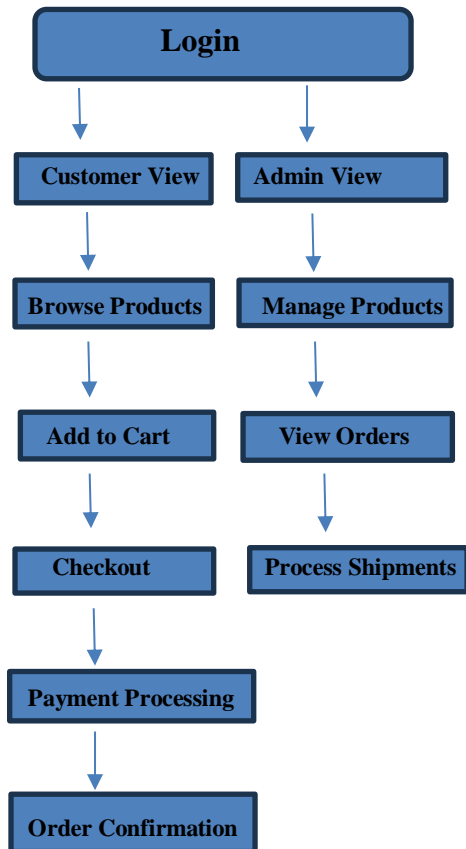 Login
Customer View
Admin View
Browse Products
Manage Products
Add to Cart
View Orders
Checkout
Process Shipments
Payment Processing
Order Confirmation